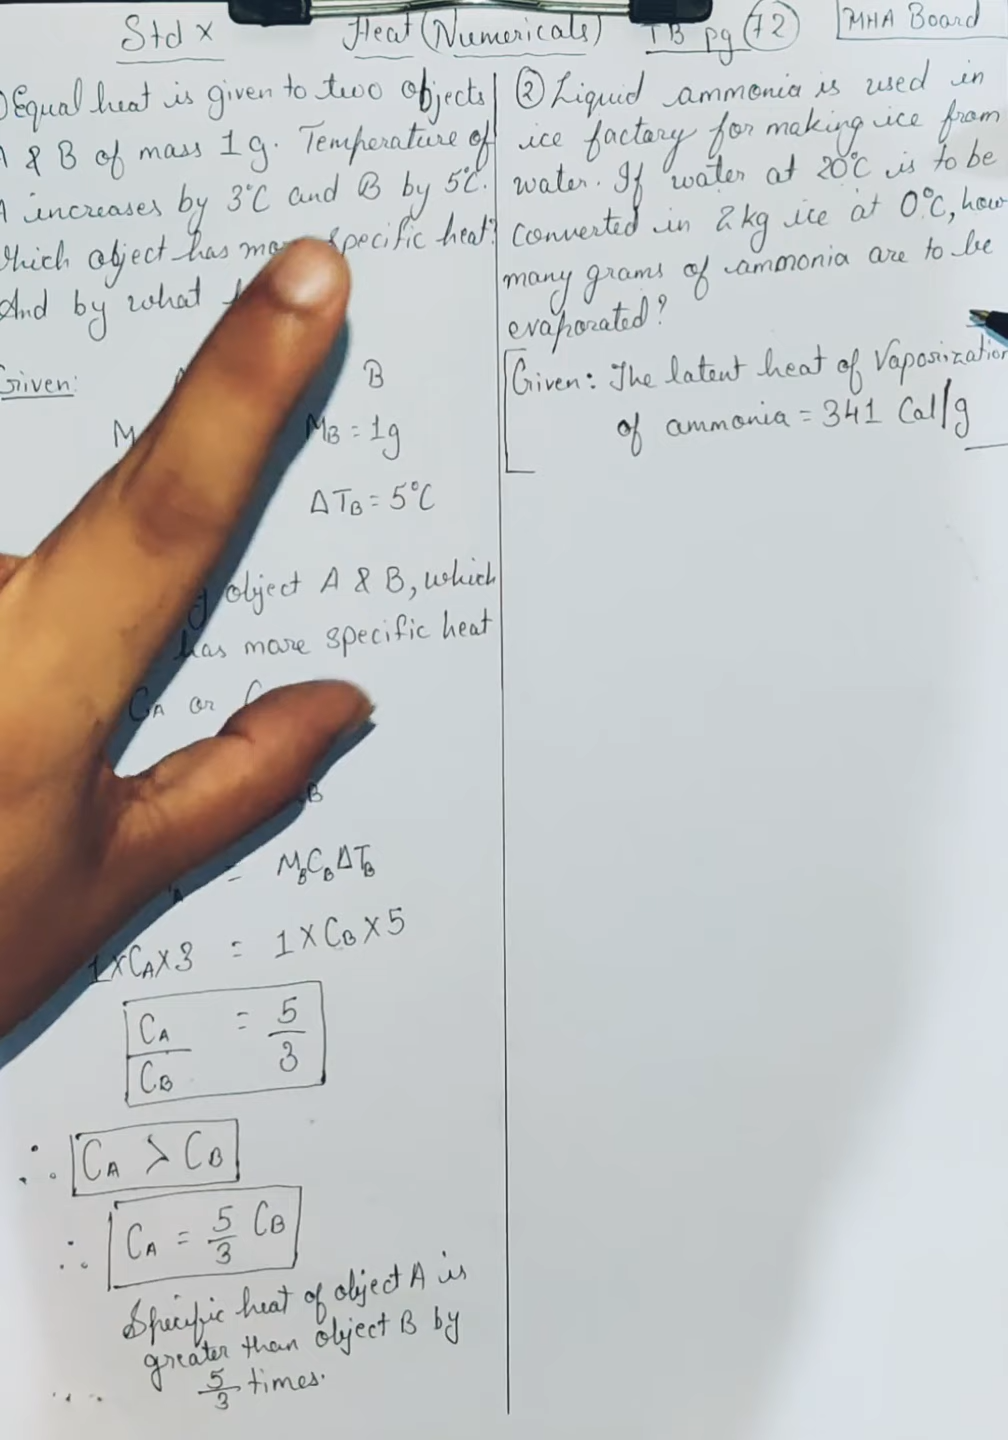 Std X
Heat (Numericals)
TB pg 72
MHA Board
Equal heat is given to two objects
A & B of mass 1g. Temperature of
A increases by 3°C and B by 5°C.
Which object has specific heat?
And by what
Given:
B
M
MB = 1g
ΔTB = 5°C
object A & B, which
has more specific heat
CA or
B
A = MBCBΔTB
1×CA×3 = 1×CB×5
CA/CB = 5/3
∴ CA > CB
∴ CA = 5/3 CB
Specific heat of object A is
greater than object B by
5/3 times.
② Liquid ammonia is used in
ice factory for making ice from
water. If water at 20°C is to be
converted in 2kg ice at 0°C, how
many grams of ammonia are to be
evaporated?
Given: The latent heat of Vaporization
of ammonia = 341 Cal/g